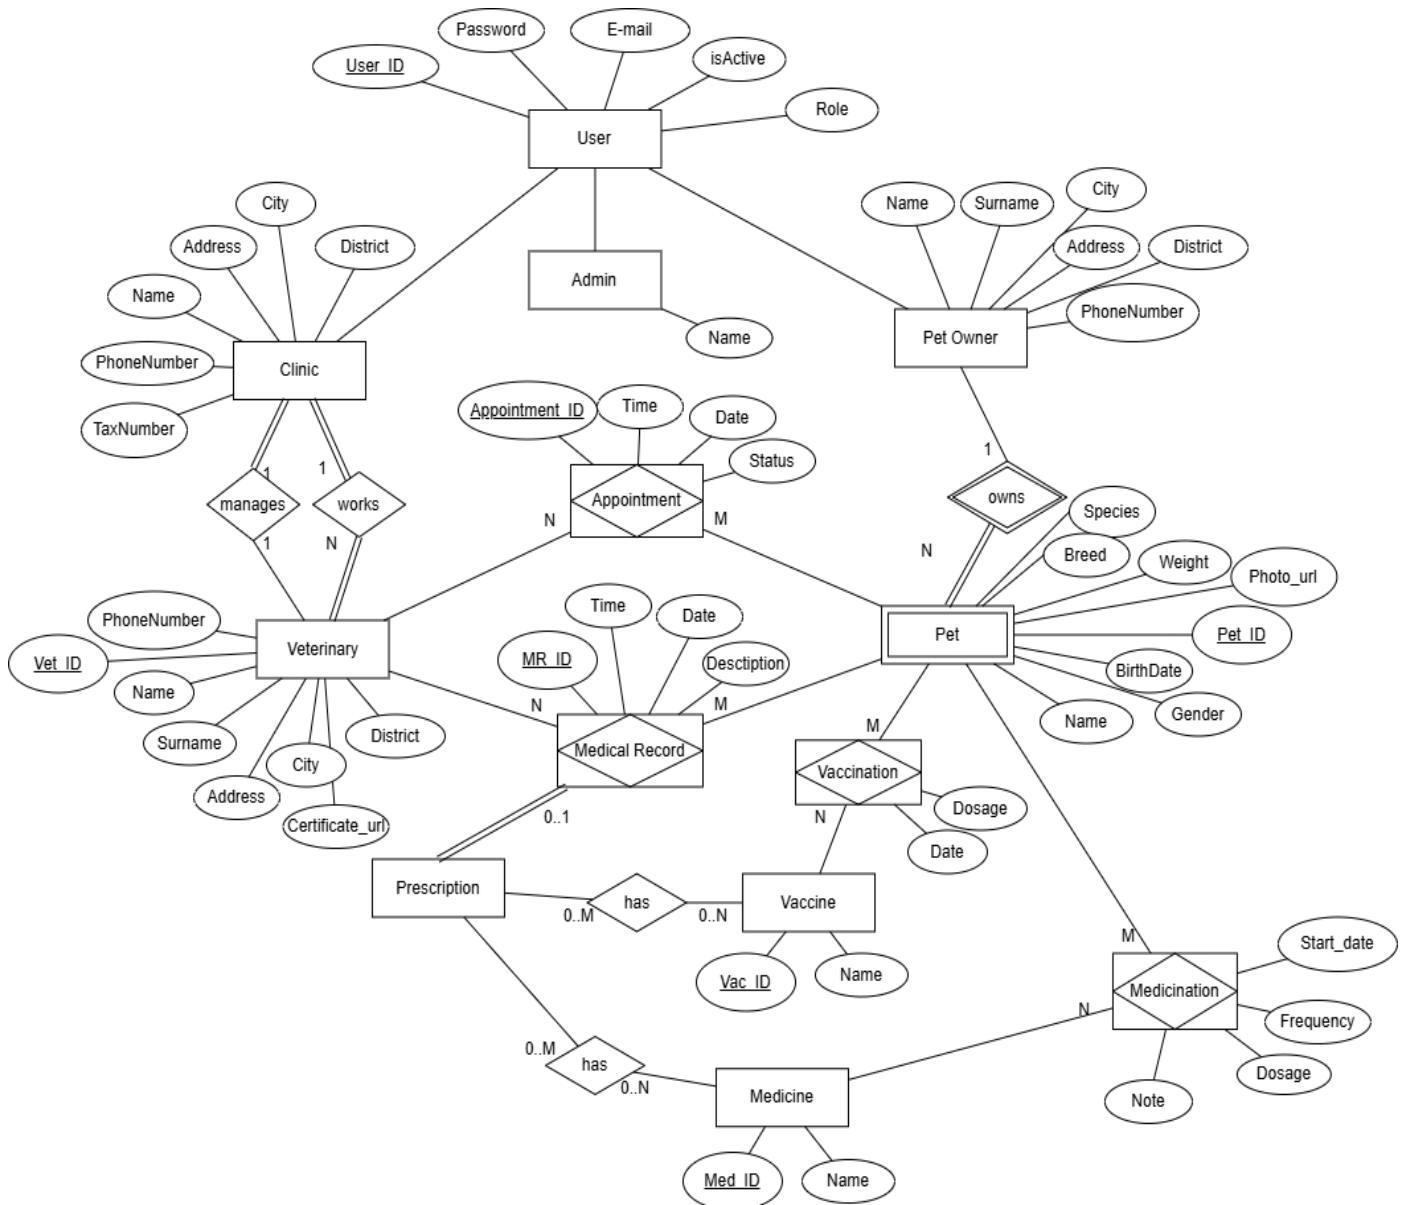 Password
E-mail
User_ID
isActive
Role
User
City
Name
Surname
City
Address
District
Address
District
Admin
Name
PhoneNumber
Name
Pet Owner
PhoneNumber
Clinic
TaxNumber
Appointment_ID
Time
Date
Status
1
1
1
manages
works
Appointment
owns
N
M
Species
1
N
N
Breed
Weight
Photo_url
PhoneNumber
Time
Date
Veterinary
Pet
Pet_ID
Vet_ID
MR_ID
Desctiption
BirthDate
Name
N
M
Gender
Surname
District
Name
M
City
Medical Record
Vaccination
Address
Certificate_url
0..1
N
Dosage
Date
Prescription
has
Vaccine
0..M
0..N
M
Start_date
Vac_ID
Name
Medicination
N
Frequency
0..M
has
Dosage
0..N
Medicine
Note
Med_ID
Name